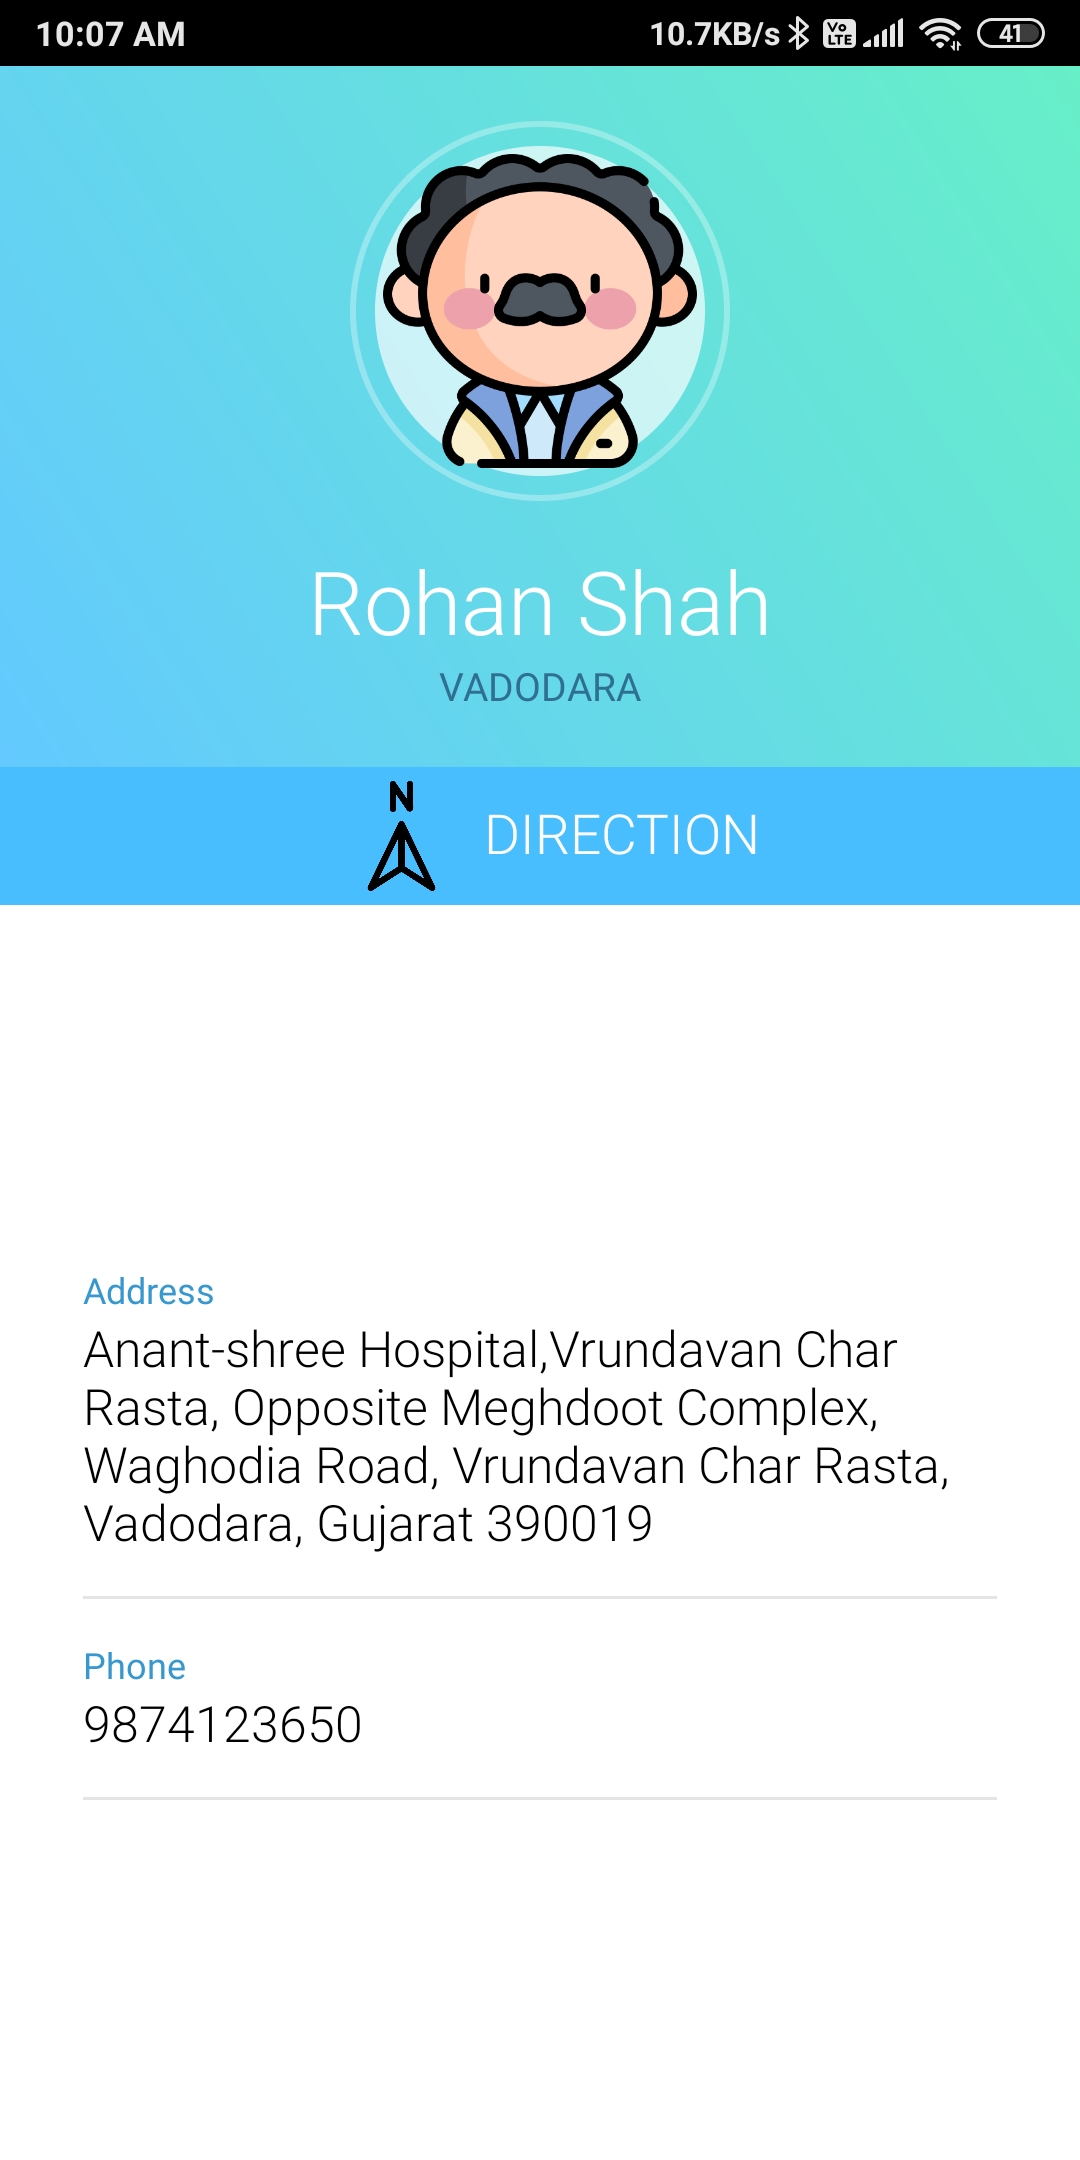 10:07 AM
10.7KB/s Vo LTE 41
Rohan Shah
VADODARA
N
DIRECTION
Address
Anant-shree Hospital,Vrundavan Char
Rasta, Opposite Meghdoot Complex,
Waghodia Road, Vrundavan Char Rasta,
Vadodara, Gujarat 390019
Phone
9874123650